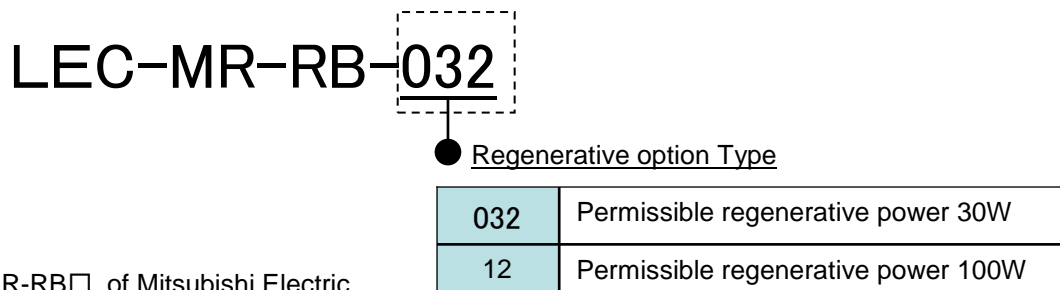 LEC-MR-RB-032
Regenerative option Type
032 Permissible regenerative power 30W
12 Permissible regenerative power 100W
R-RB□ of Mitsubishi Electric